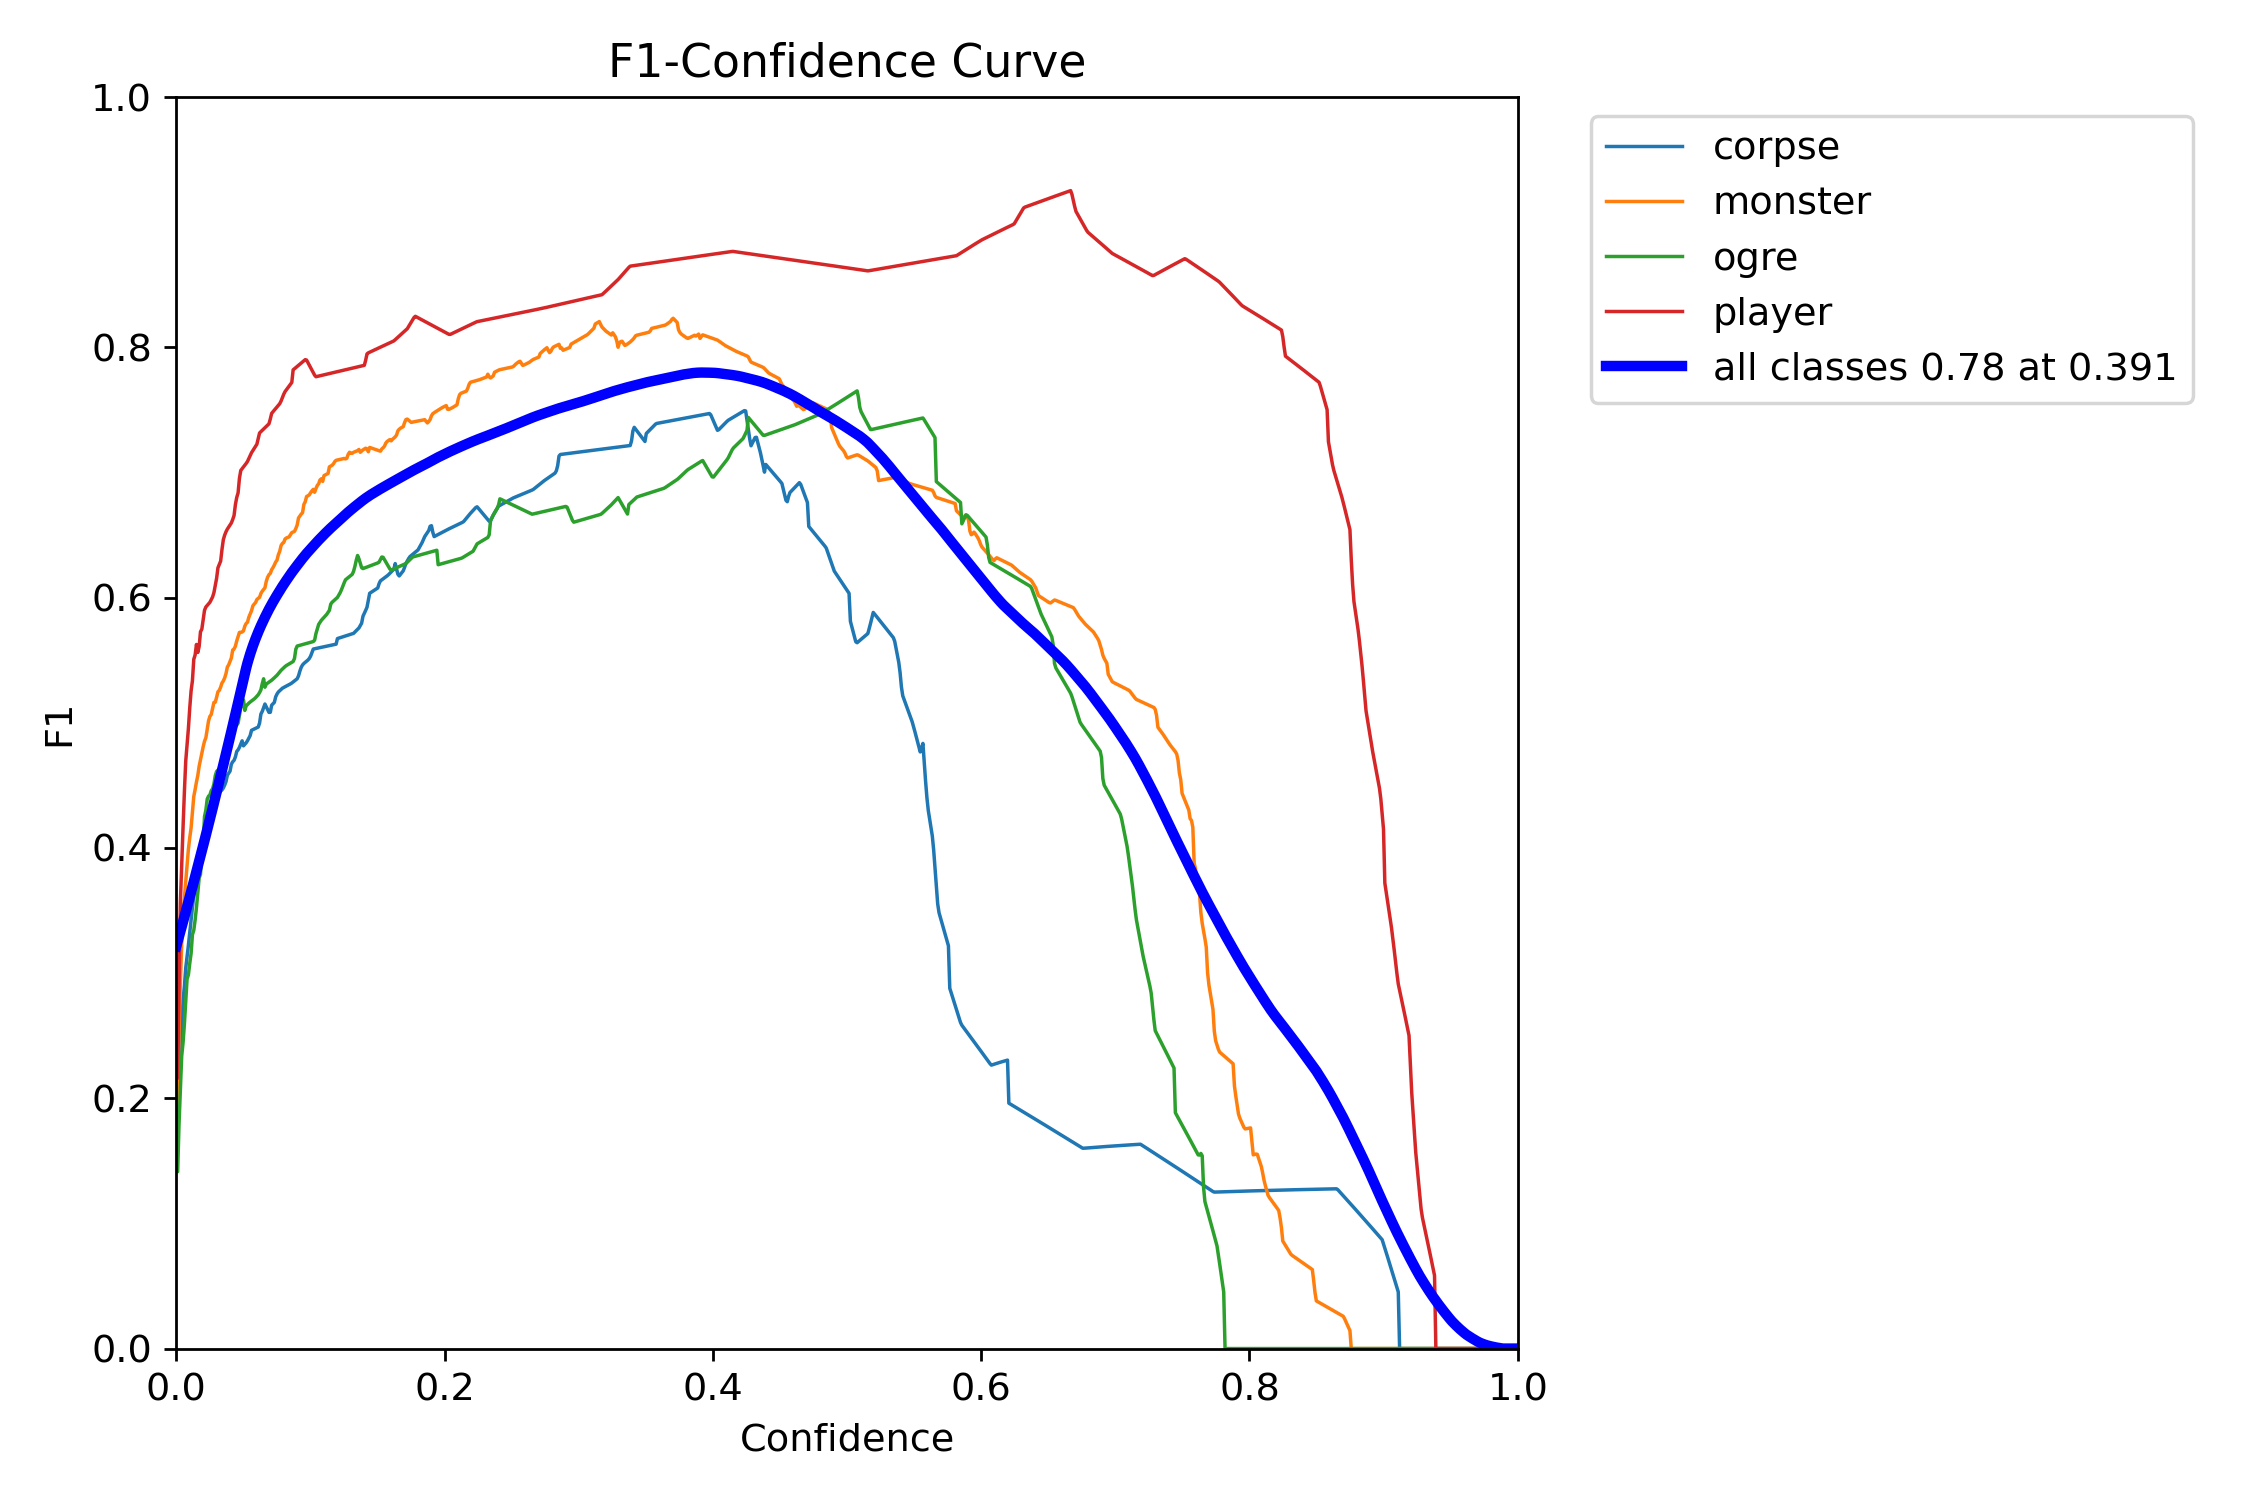 F1-Confidence Curve
1.0
0.8
0.6
0.4
0.2
0.0
F1
0.0 0.2 0.4 0.6 0.8 1.0
Confidence
corpse
monster
ogre
player
all classes 0.78 at 0.391